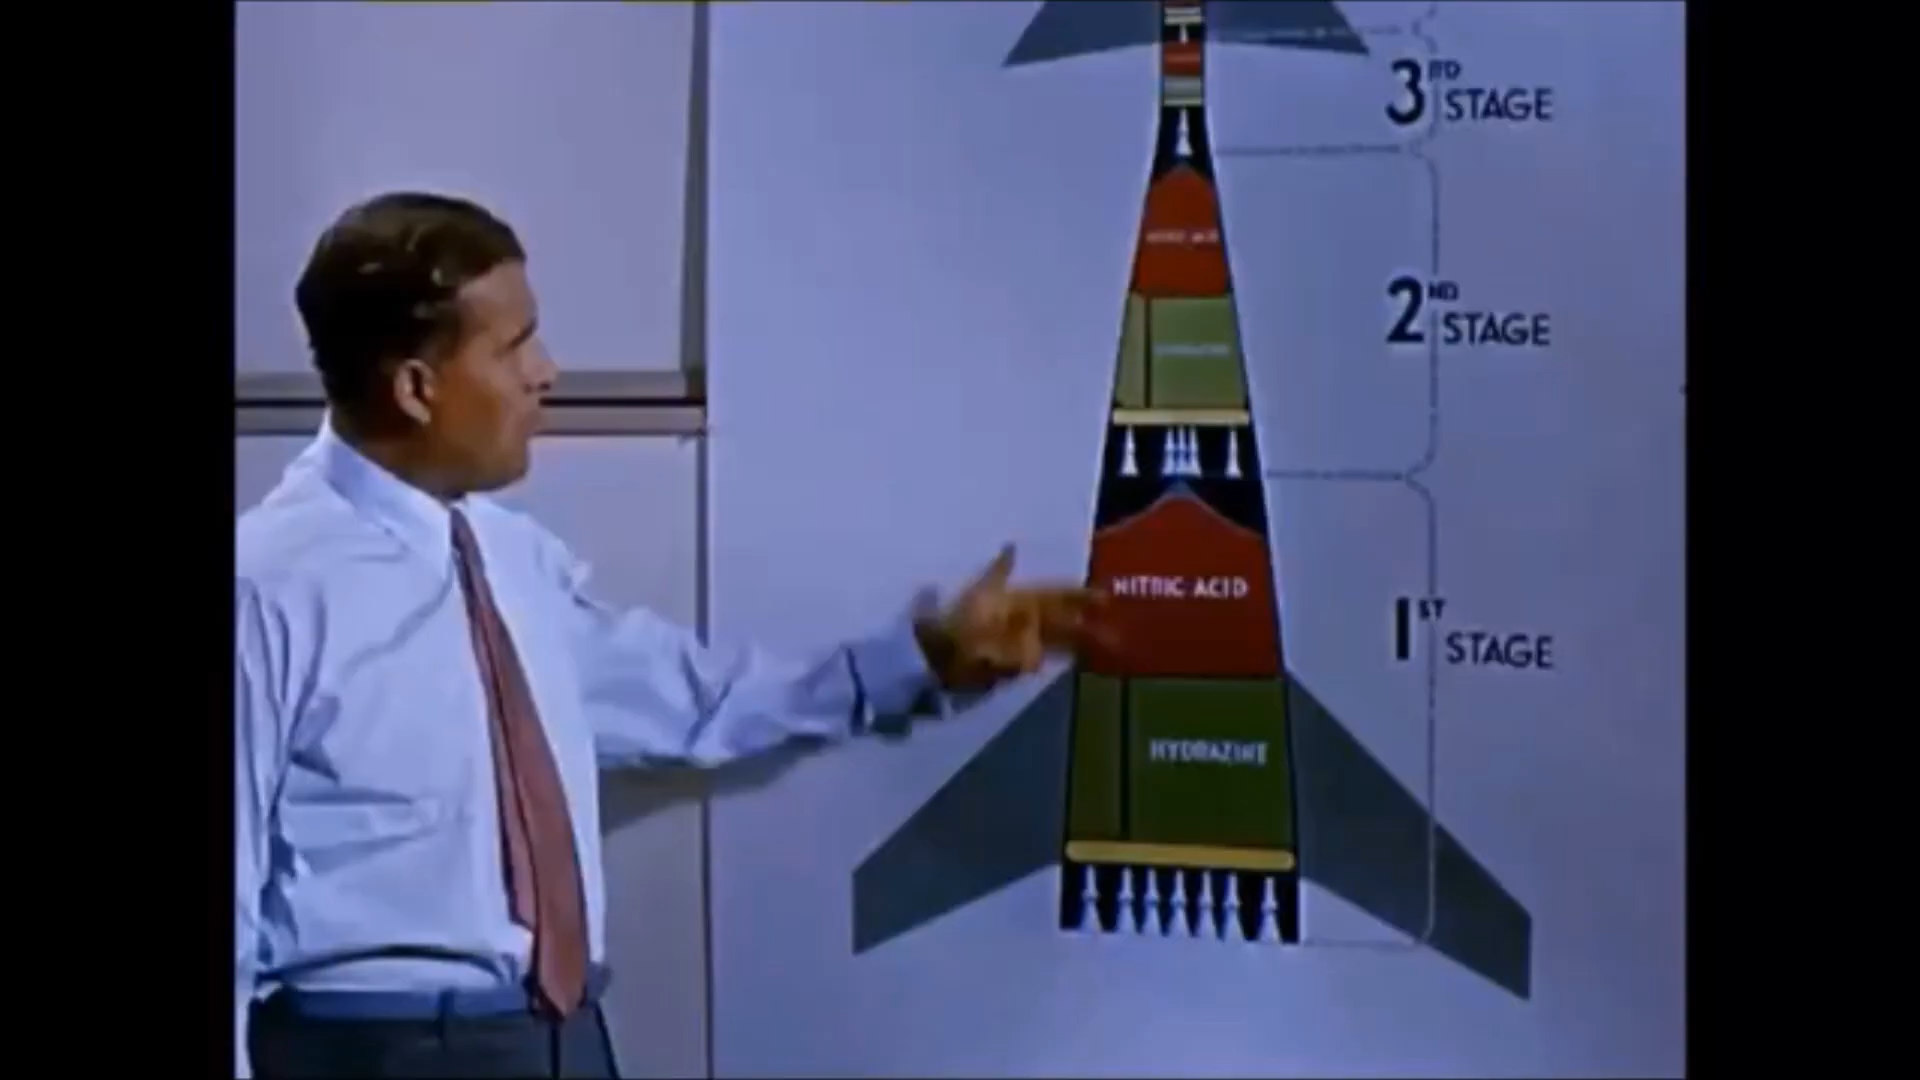 3RD
STAGE
2ND
STAGE
NITRIC ACID
1ST
STAGE
HYDRAZINE